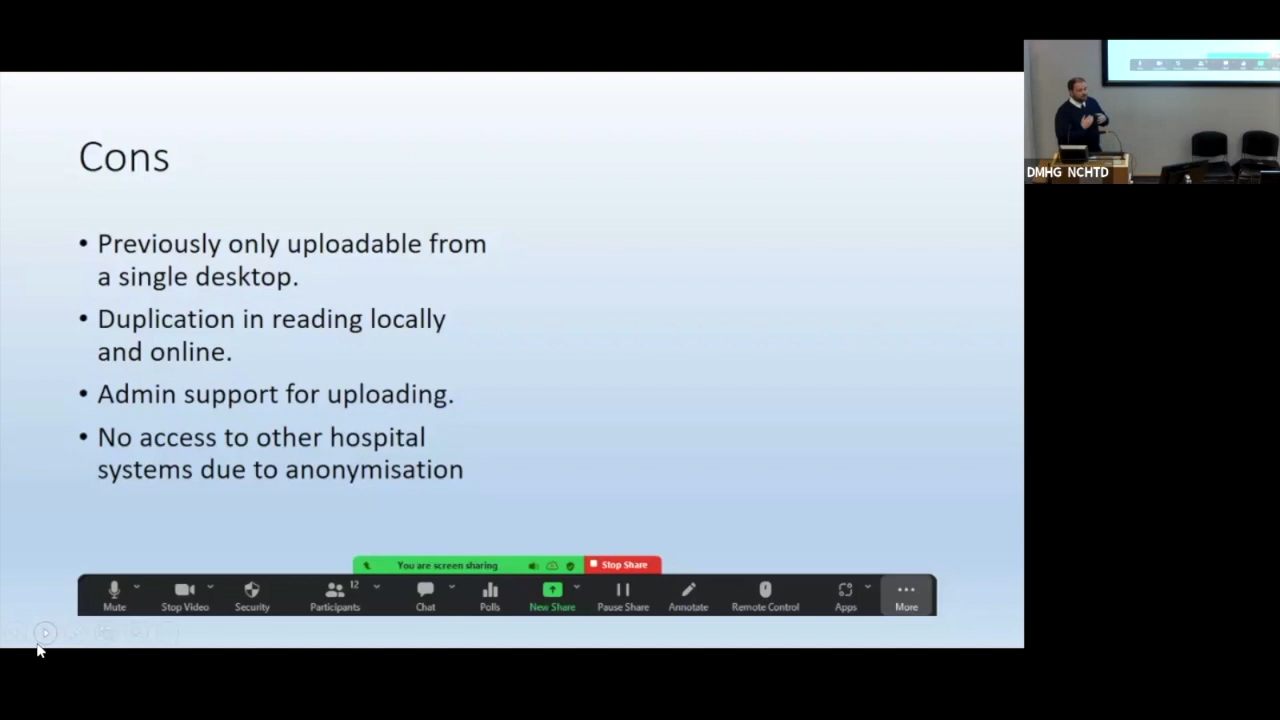 Cons
• Previously only uploadable from
a single desktop.
• Duplication in reading locally
and online.
• Admin support for uploading.
• No access to other hospital
systems due to anonymisation
DMHG NCHTD
You are screen sharing
Stop Share
Mute
Stop Video
Security
Participants
12
Chat
Polls
New Share
Pause Share
Annotate
Remote Control
Apps
More